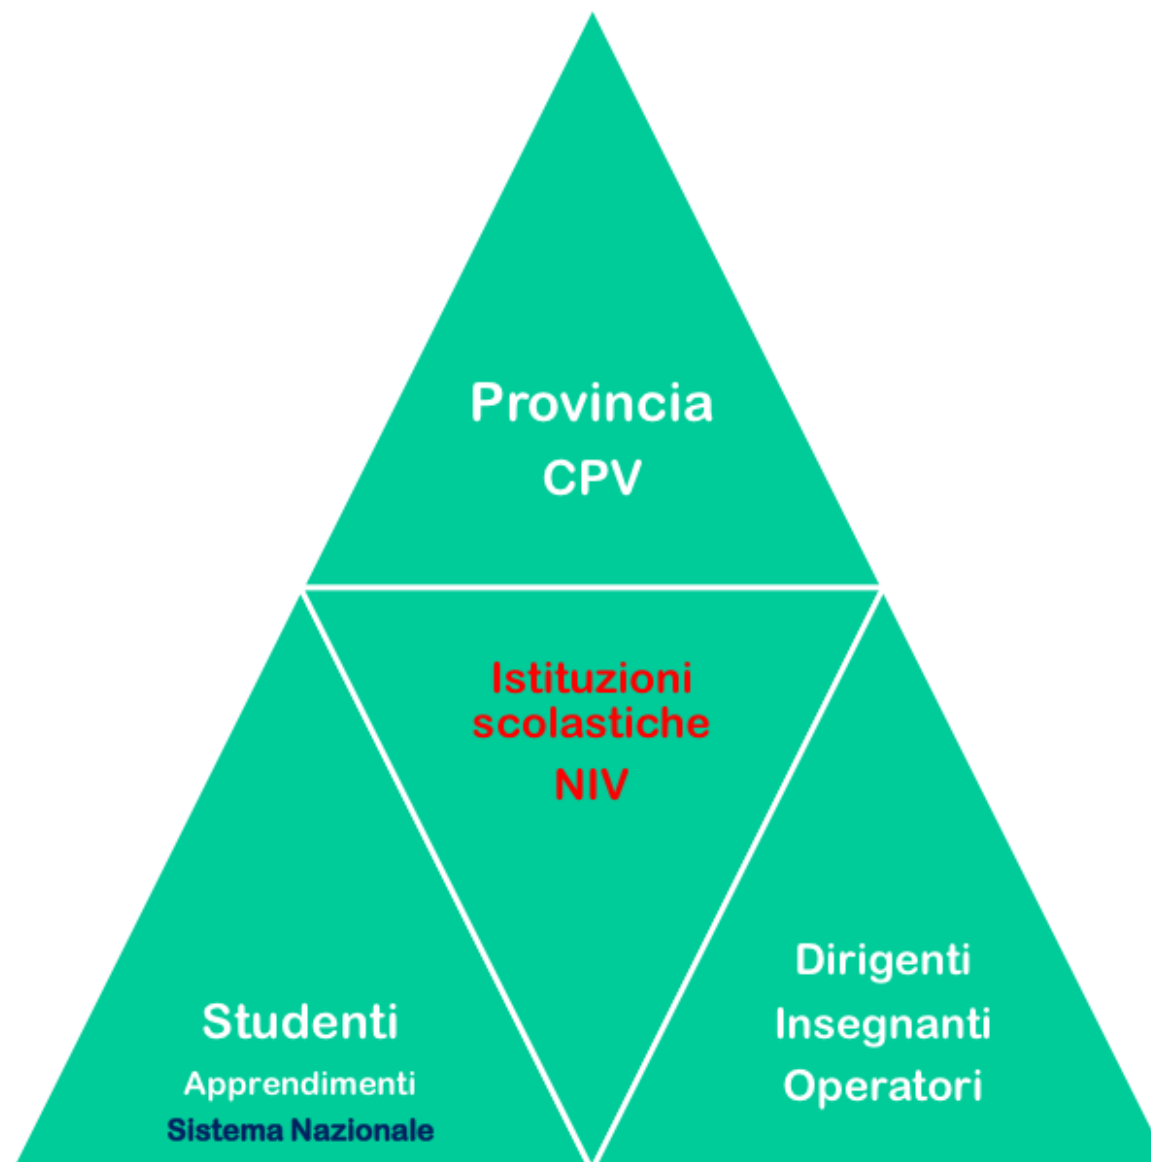 Provincia
CPV
Istituzioni
scolastiche
NIV
Studenti
Apprendimenti
Sistema Nazionale
Dirigenti
Insegnanti
Operatori